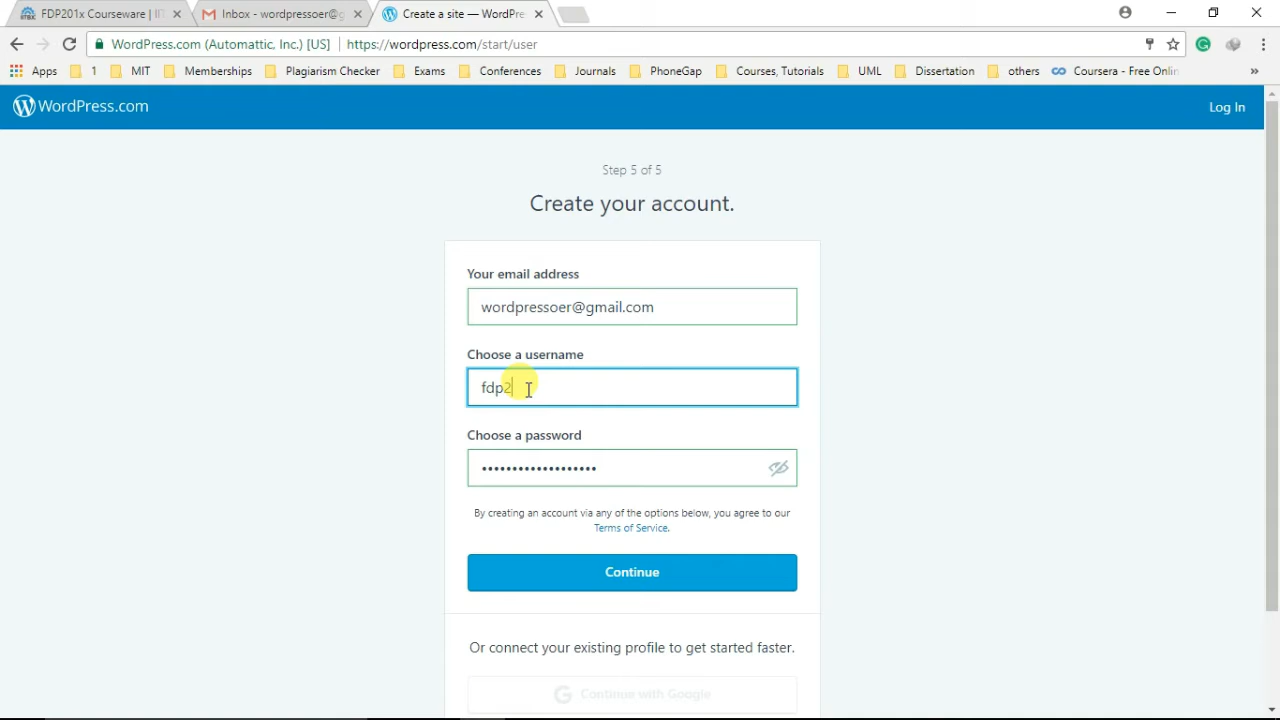 FDP201x Courseware | II
Inbox - wordpressoer@g
Create a site — WordPre
WordPress.com (Automattic, Inc.) [US]
https://wordpress.com/start/user
Apps
1
MIT
Memberships
Plagiarism Checker
Exams
Conferences
Journals
PhoneGap
Courses, Tutorials
UML
Dissertation
others
Coursera - Free Onlin
»
WordPress.com
Log In
Step 5 of 5
Create your account.
Your email address
wordpressoer@gmail.com
Choose a username
fdp2
Choose a password
•••••••••••••••••••
By creating an account via any of the options below, you agree to our
Terms of Service.
Continue
Or connect your existing profile to get started faster.
G Continue with Google